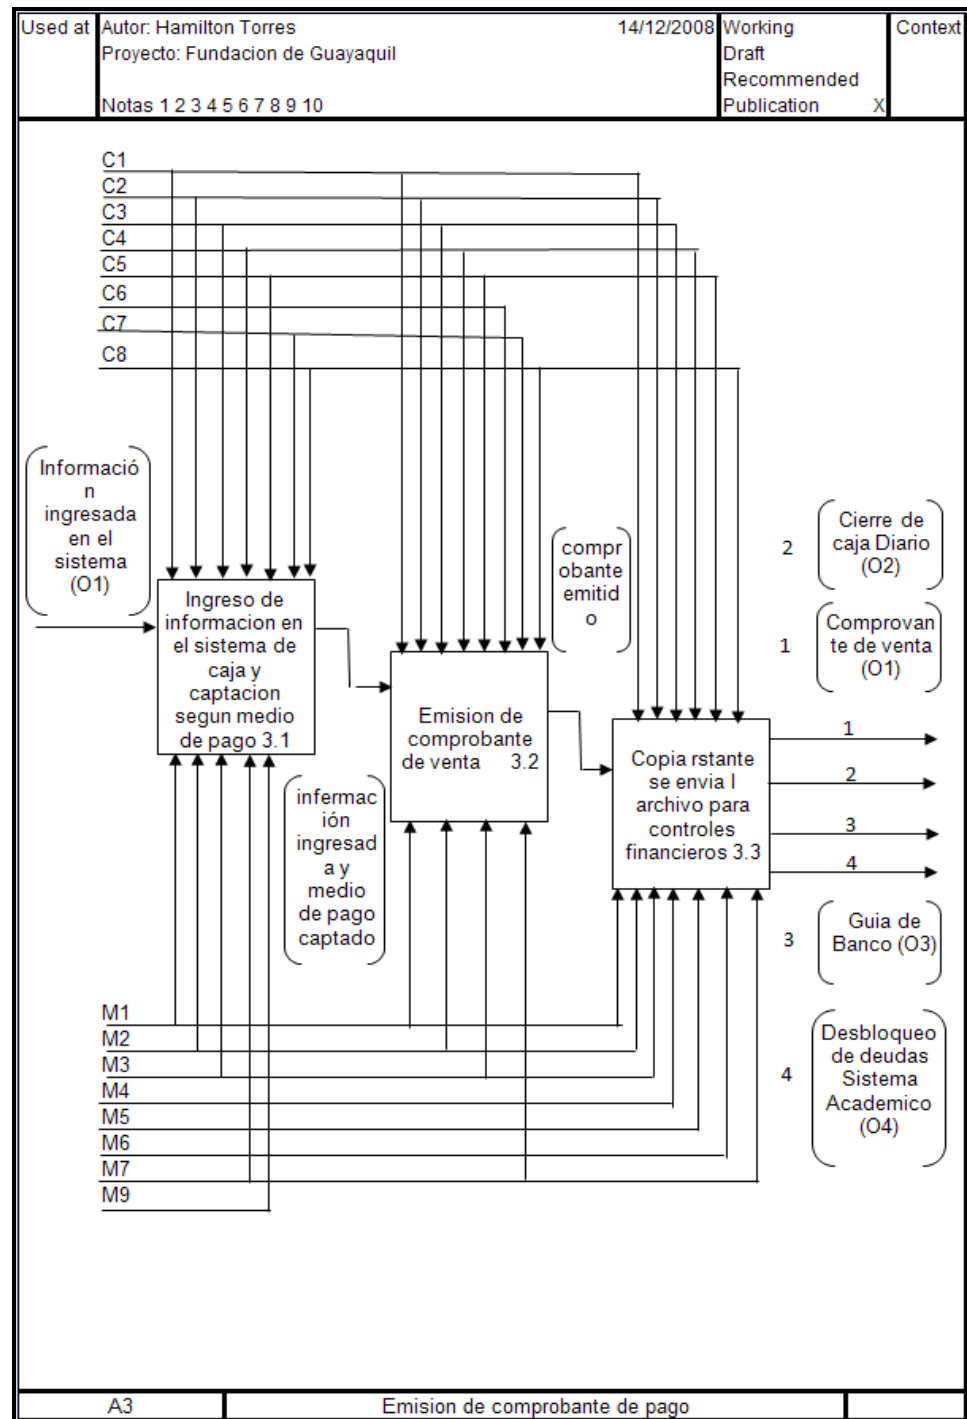 Used at
Autor: Hamilton Torres
14/12/2008
Working
Context
Proyecto: Fundacion de Guayaquil
Draft
Recommended
Notas 1 2 3 4 5 6 7 8 9 10
Publication X
C1
C2
C3
C4
C5
C6
C7
C8
Informació
n
ingresada
en el
sistema
(O1)
Ingreso de
informacion en
el sistema de
caja y
captacion
segun medio
de pago 3.1
infermac
ión
ingresad
a y
medio
de pago
captado
compr
obante
emitid
o
Emision de
comprobante
de venta 3.2
Copia rstante
se envia l
archivo para
controles
financieros 3.3
2
Cierre de
caja Diario
(O2)
1
Comprovan
te de venta
(O1)
1
2
3
4
3
Guia de
Banco (O3)
4
Desbloqueo
de deudas
Sistema
Academico
(O4)
M1
M2
M3
M4
M5
M6
M7
M9
A3
Emision de comprobante de pago